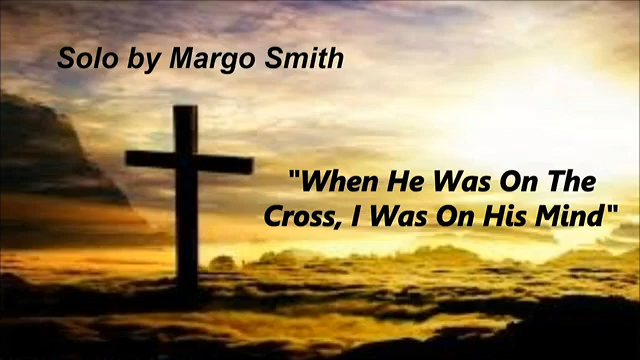 Solo by Margo Smith
"When He Was On The
Cross, I Was On His Mind"